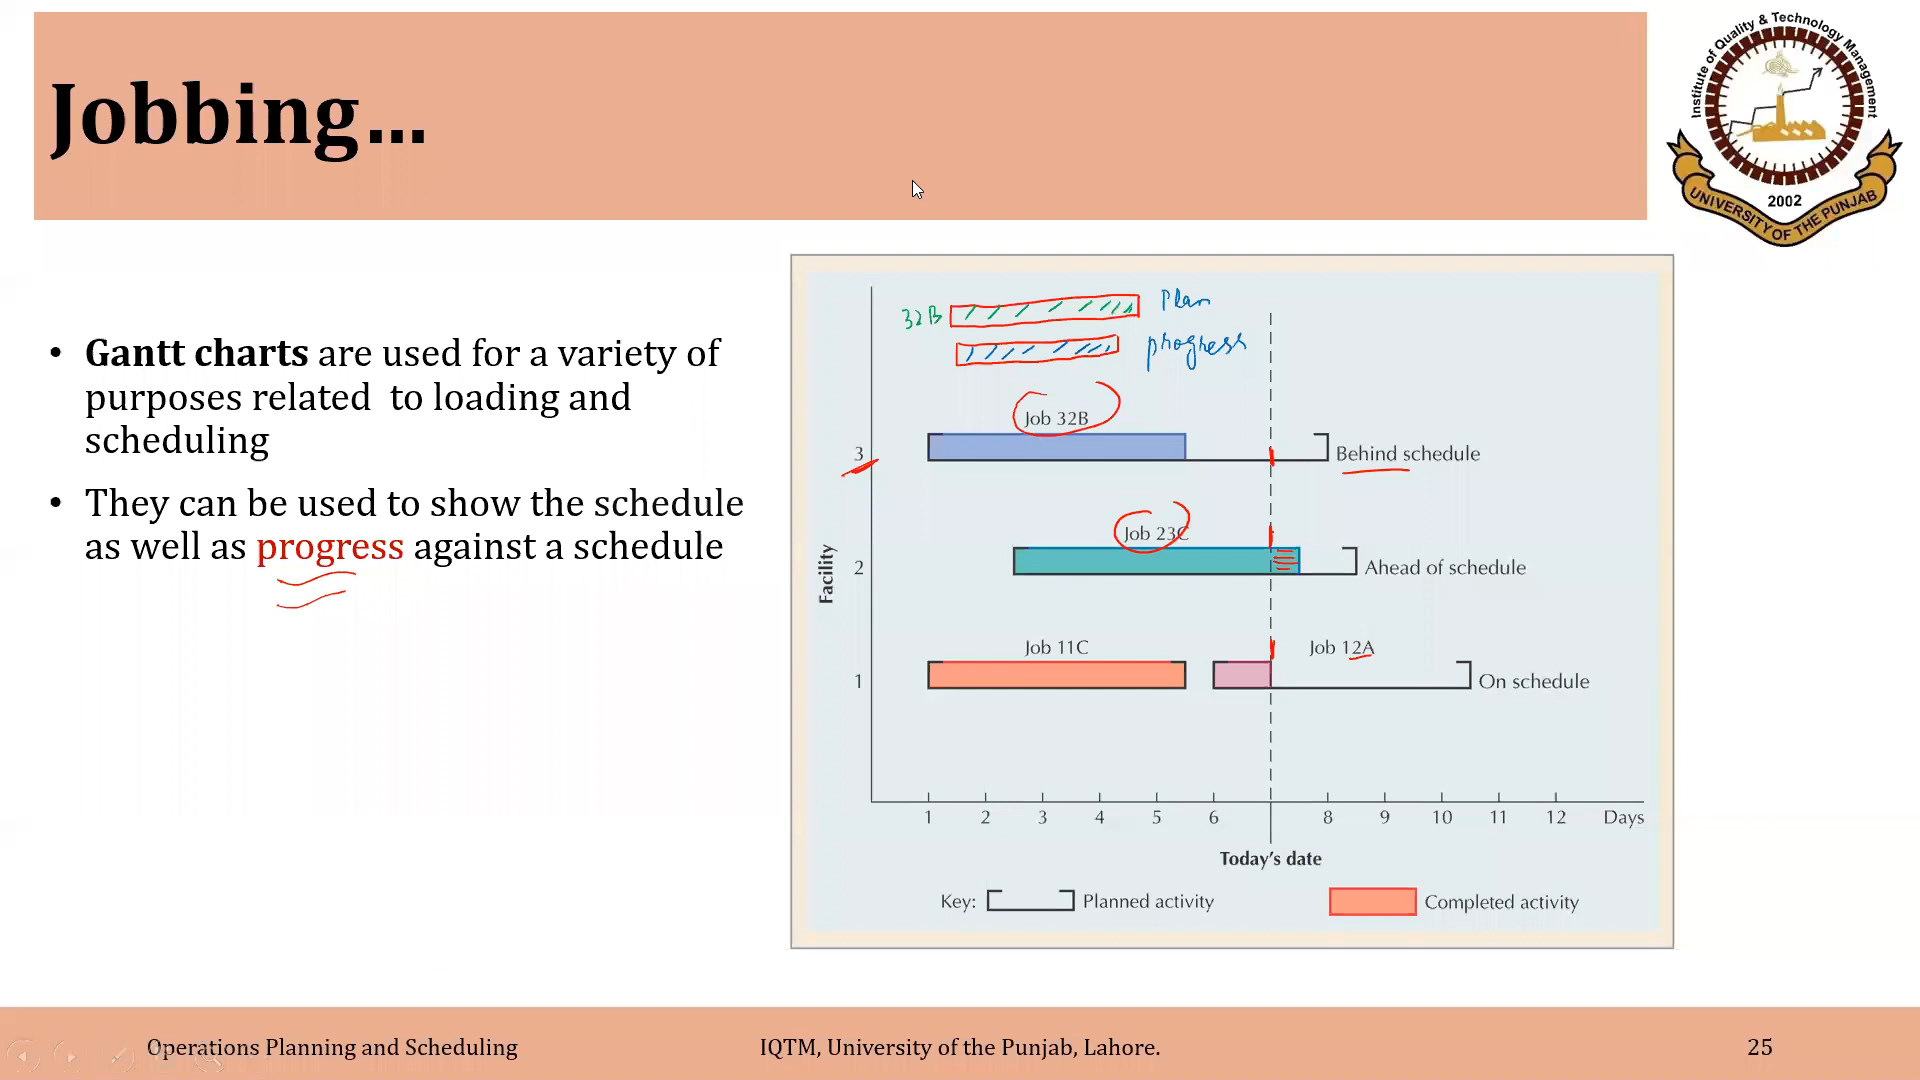 Jobbing...
Institute of Quality & Technology Management
2002
UNIVERSITY OF THE PUNJAB
• Gantt charts are used for a variety of
purposes related to loading and
scheduling
• They can be used to show the schedule
as well as progress against a schedule
32B
Plan
progress
Job 32B
3
Behind schedule
Job 23C
Facility
2
Ahead of schedule
Job 11C
Job 12A
1
On schedule
1 2 3 4 5 6 8 9 10 11 12 Days
Today's date
Key: Planned activity Completed activity
Operations Planning and Scheduling
IQTM, University of the Punjab, Lahore.
25